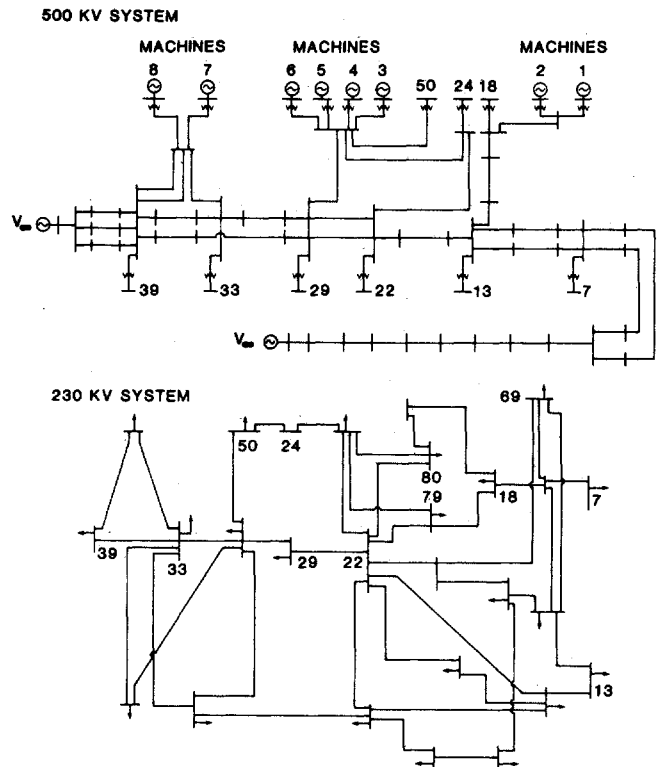 500 KV SYSTEM
MACHINES MACHINES MACHINES
8 7 6 5 4 3 50 24 18 2 1
V∞
39 33 29 22 13 7
V∞
230 KV SYSTEM
69
50 24
80
79 18 7
39 33 29 22
13